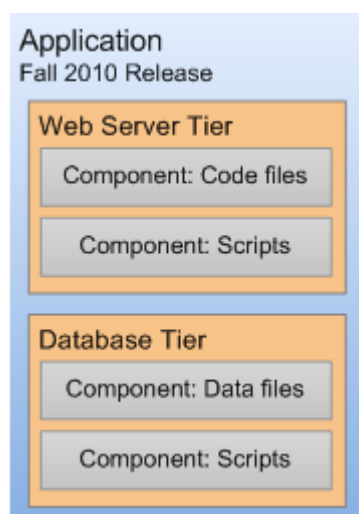 Application
Fall 2010 Release
Web Server Tier
Component: Code files
Component: Scripts
Database Tier
Component: Data files
Component: Scripts